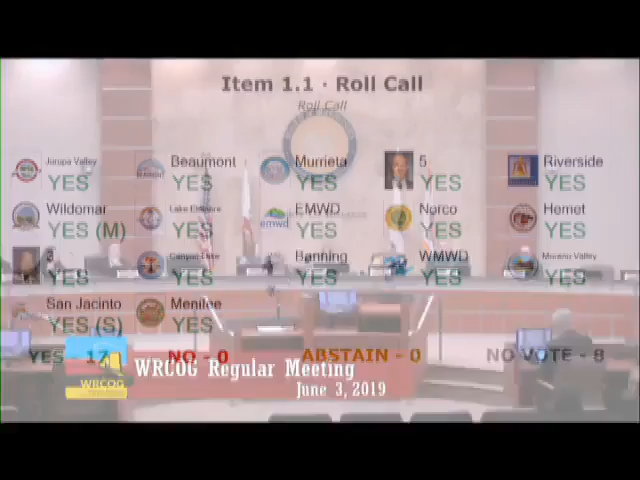 Item 1.1 · Roll Call
Roll Call
Jurupa Valley Beaumont Murrieta 5 Riverside
YES YES YES YES YES
Wildomar Lake Elsinore EMWD Norco Hemet
YES (M) YES YES YES YES
3 Canyon Lake Banning WMWD Moreno Valley
YES YES YES YES YES
San Jacinto Menifee
YES (S) YES
YES - 17 NO - 0 ABSTAIN - 0 NO VOTE - 8
WRCOG Regular Meeting
WRCOG
June 3, 2019
emwd